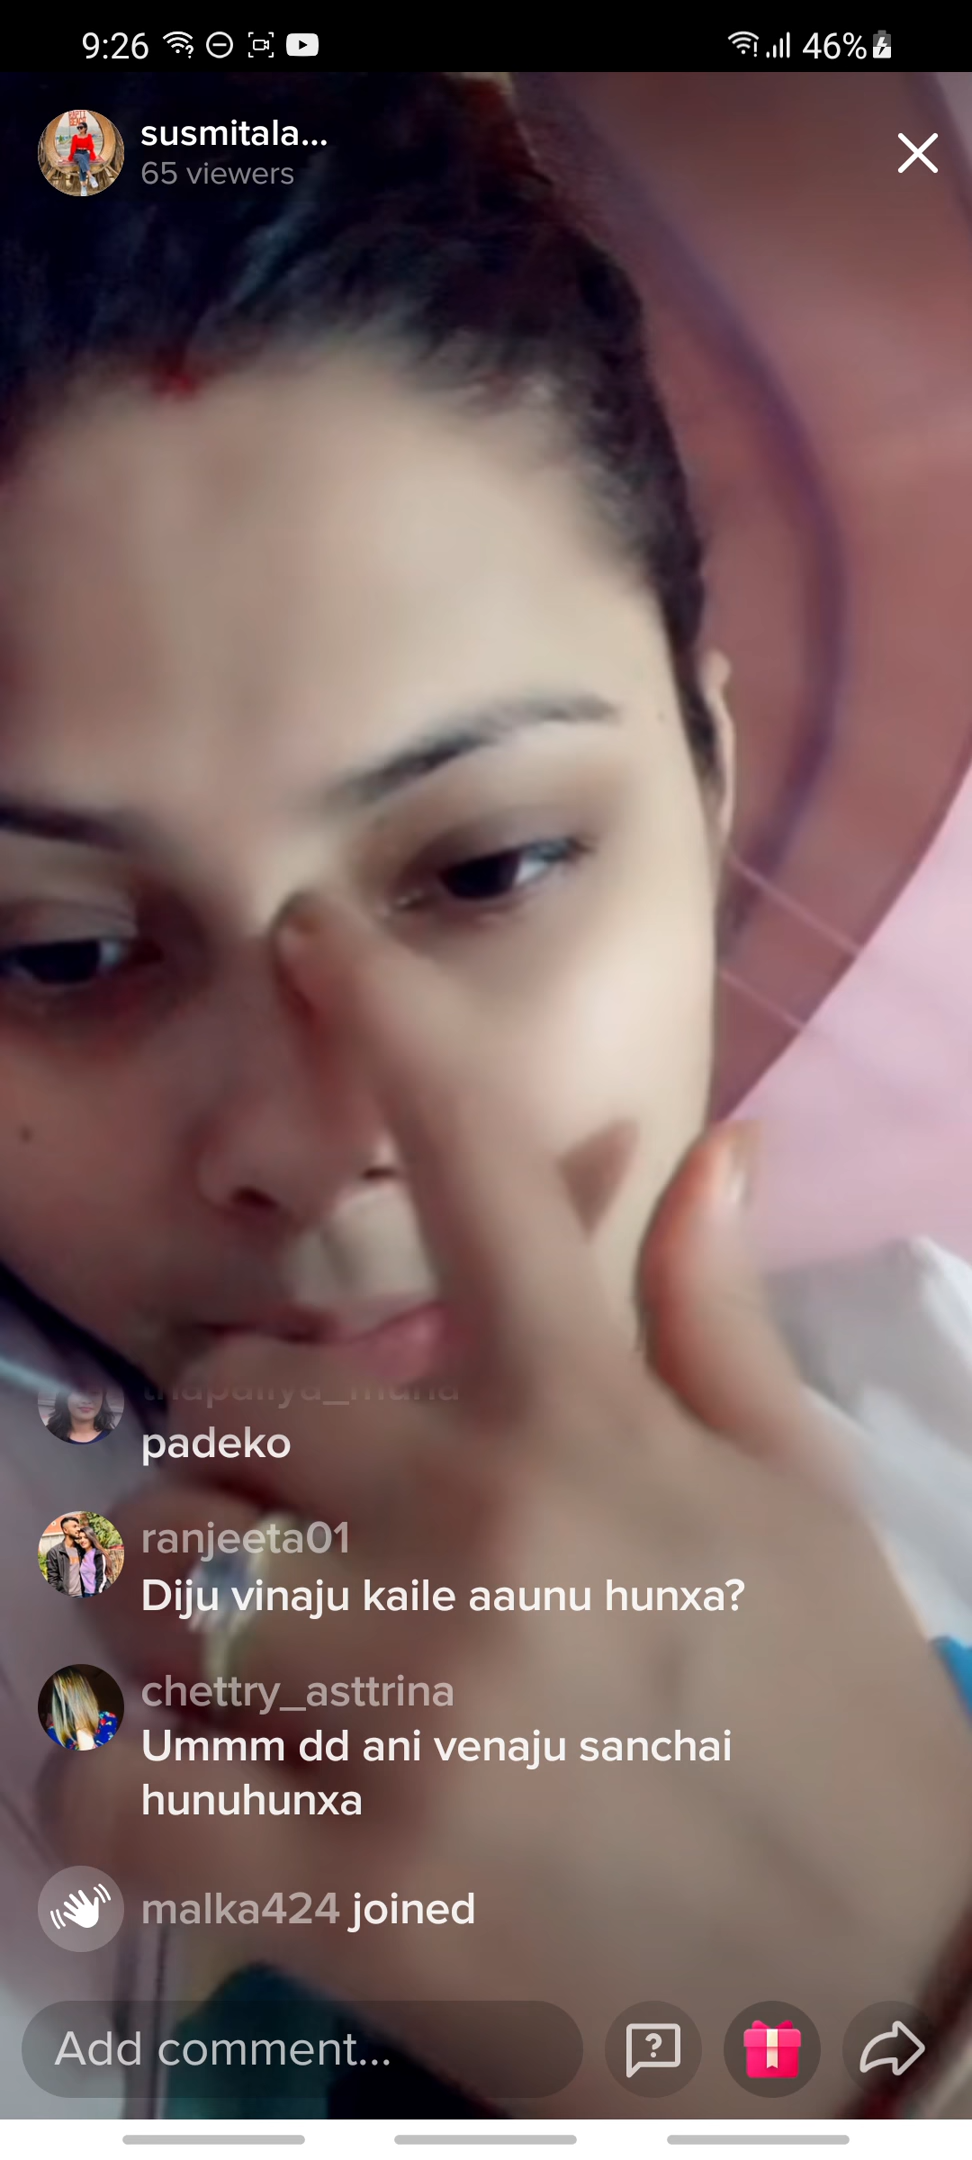 9:26
46%
susmitala...
65 viewers
padeko
ranjeeta01
Diju vinaju kaile aaunu hunxa?
chettry_asttrina
Ummm dd ani venaju sanchai
hunuhunxa
malka424 joined
Add comment...